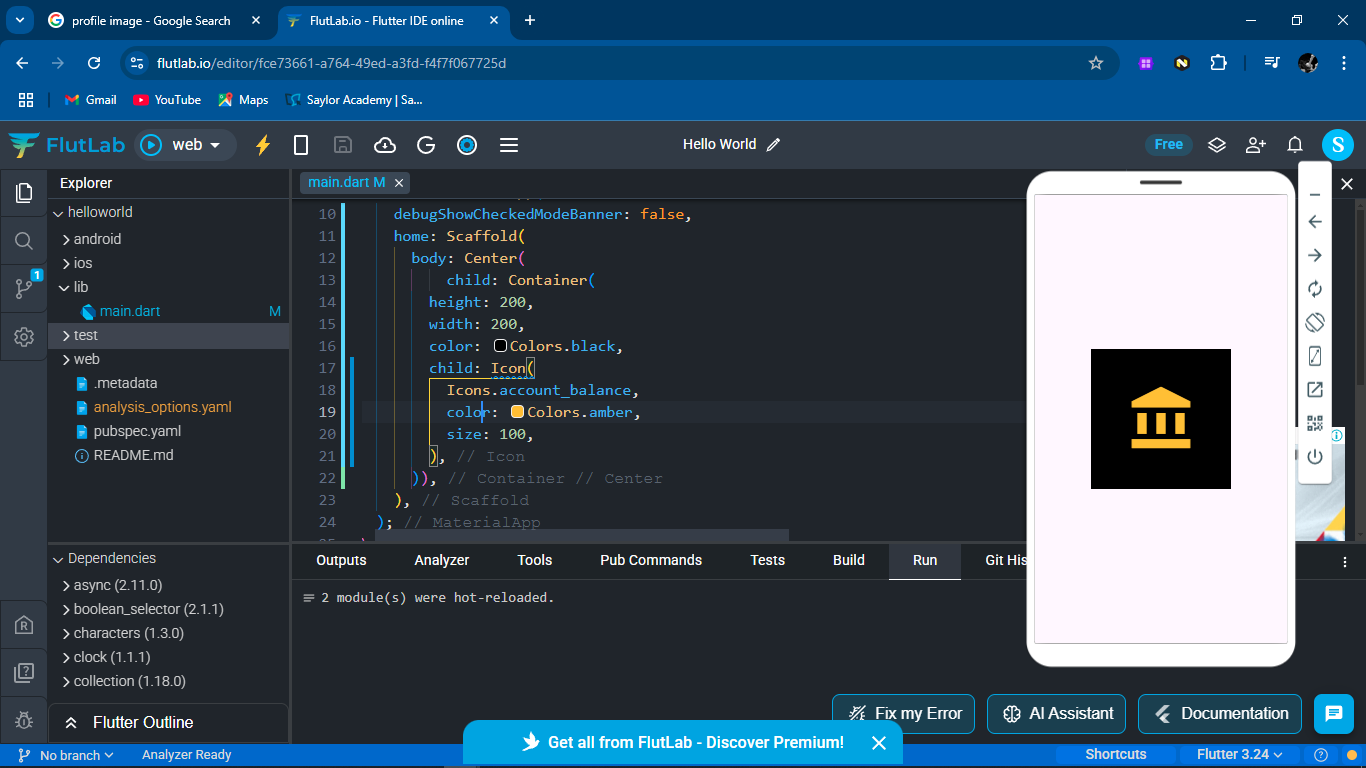 profile image - Google Search
FlutLab.io - Flutter IDE online
flutlab.io/editor/fce73661-a764-49ed-a3fd-f4f7f067725d
Gmail
YouTube
Maps
Saylor Academy | Sa...
FlutLab
web
Hello World
Free
S
Explorer
main.dart M
helloworld
android
ios
lib
main.dart M
test
web
.metadata
analysis_options.yaml
pubspec.yaml
README.md
1
10 debugShowCheckedModeBanner: false,
11 home: Scaffold(
12 body: Center(
13 child: Container(
14 height: 200,
15 width: 200,
16 color: Colors.black,
17 child: Icon(
18 Icons.account_balance,
19 color: Colors.amber,
20 size: 100,
21 ), // Icon
22 )), // Container // Center
23 ), // Scaffold
24 ); // MaterialApp
Dependencies
async (2.11.0)
boolean_selector (2.1.1)
characters (1.3.0)
clock (1.1.1)
collection (1.18.0)
Flutter Outline
Outputs
Analyzer
Tools
Pub Commands
Tests
Build
Run
Git His
2 module(s) were hot-reloaded.
Fix my Error
AI Assistant
Documentation
Get all from FlutLab - Discover Premium!
No branch
Analyzer Ready
Shortcuts
Flutter 3.24